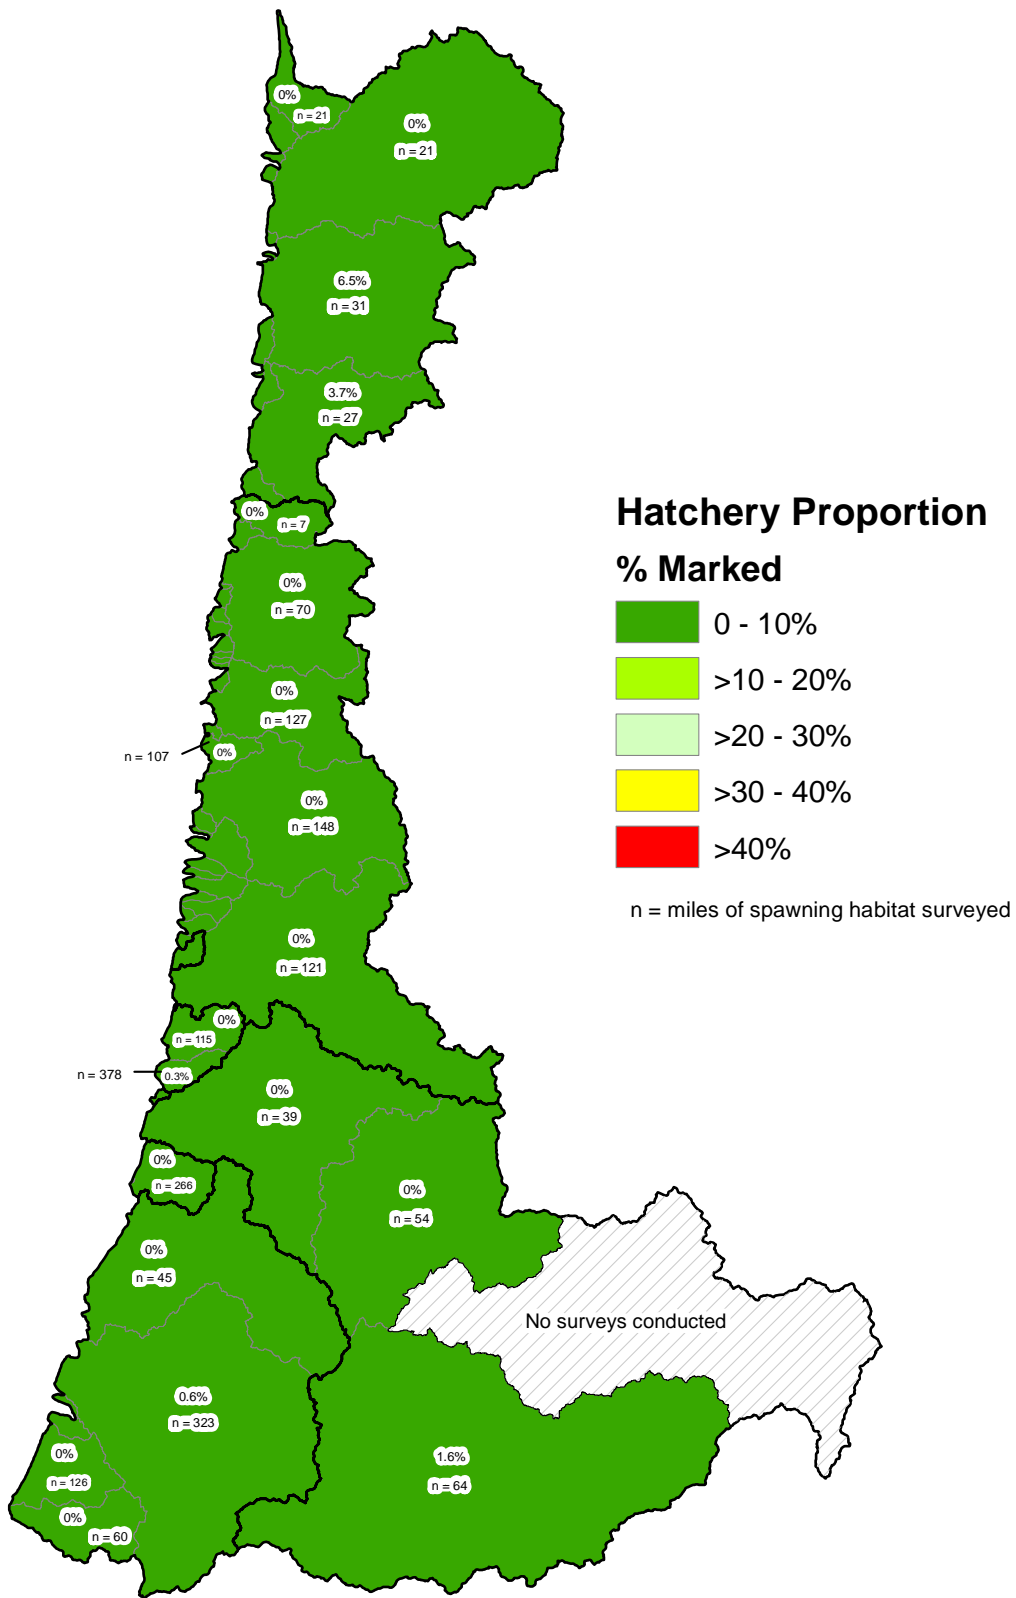 0%
n = 21
0%
n = 21
6.5%
n = 31
3.7%
n = 27
0%
n = 7
0%
n = 70
0%
n = 127
n = 107
0%
0%
n = 148
0%
n = 121
0%
n = 115
n = 378
0.3%
0%
n = 39
0%
n = 266
0%
n = 54
0%
n = 45
No surveys conducted
0.6%
n = 323
0%
n = 126
0%
n = 60
1.6%
n = 64
Hatchery Proportion
% Marked
0 - 10%
>10 - 20%
>20 - 30%
>30 - 40%
>40%
n = miles of spawning habitat surveyed